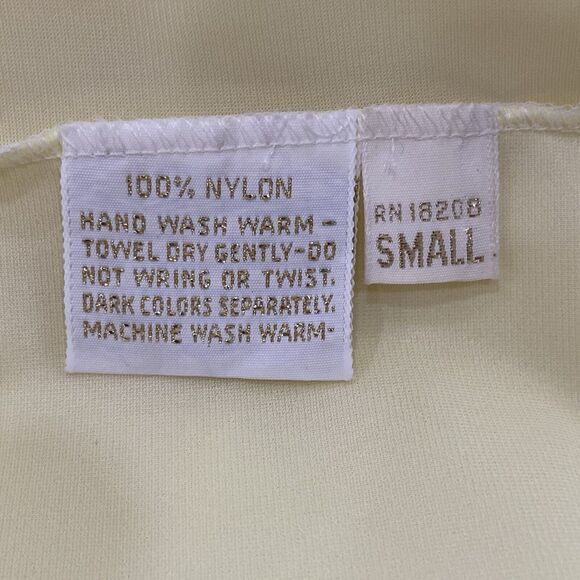 100% NYLON
HAND WASH WARM –
TOWEL DRY GENTLY–DO
NOT WRING OR TWIST.
DARK COLORS SEPARATELY.
MACHINE WASH WARM-
RN 18208
SMALL